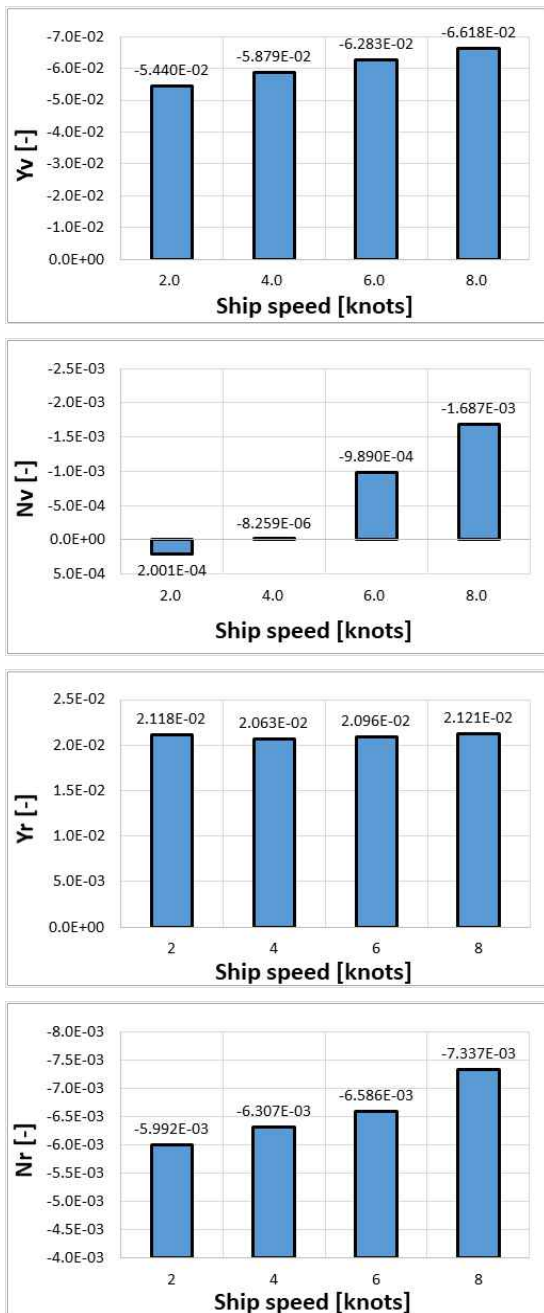 -7.0E-02
-6.0E-02
-5.0E-02
-4.0E-02
-3.0E-02
-2.0E-02
-1.0E-02
0.0E+00
Yv [-]
-5.440E-02
-5.879E-02
-6.283E-02
-6.618E-02
2.0 4.0 6.0 8.0
Ship speed [knots]
-2.5E-03
-2.0E-03
-1.5E-03
-1.0E-03
-5.0E-04
0.0E+00
5.0E-04
Nv [-]
2.001E-04
-8.259E-06
-9.890E-04
-1.687E-03
2.0 4.0 6.0 8.0
Ship speed [knots]
2.5E-02
2.0E-02
1.5E-02
1.0E-02
5.0E-03
0.0E+00
Yr [-]
2.118E-02
2.063E-02
2.096E-02
2.121E-02
2 4 6 8
Ship speed [knots]
-8.0E-03
-7.5E-03
-7.0E-03
-6.5E-03
-6.0E-03
-5.5E-03
-5.0E-03
-4.5E-03
-4.0E-03
Nr [-]
-5.992E-03
-6.307E-03
-6.586E-03
-7.337E-03
2 4 6 8
Ship speed [knots]